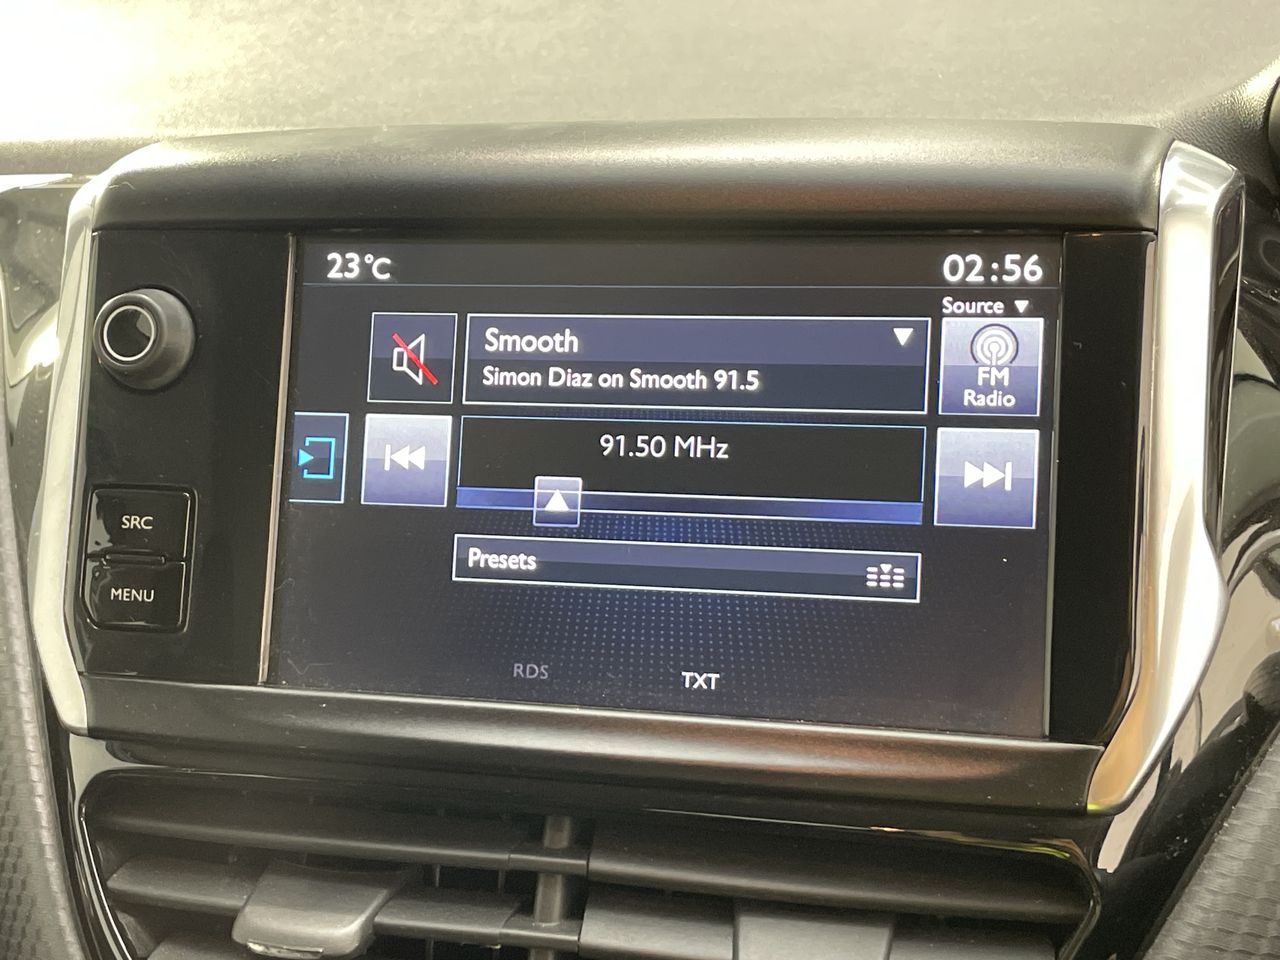 23°C
02:56
Source
Smooth
Simon Diaz on Smooth 91.5
FM
Radio
91.50 MHz
SRC
Presets
MENU
RDS
TXT